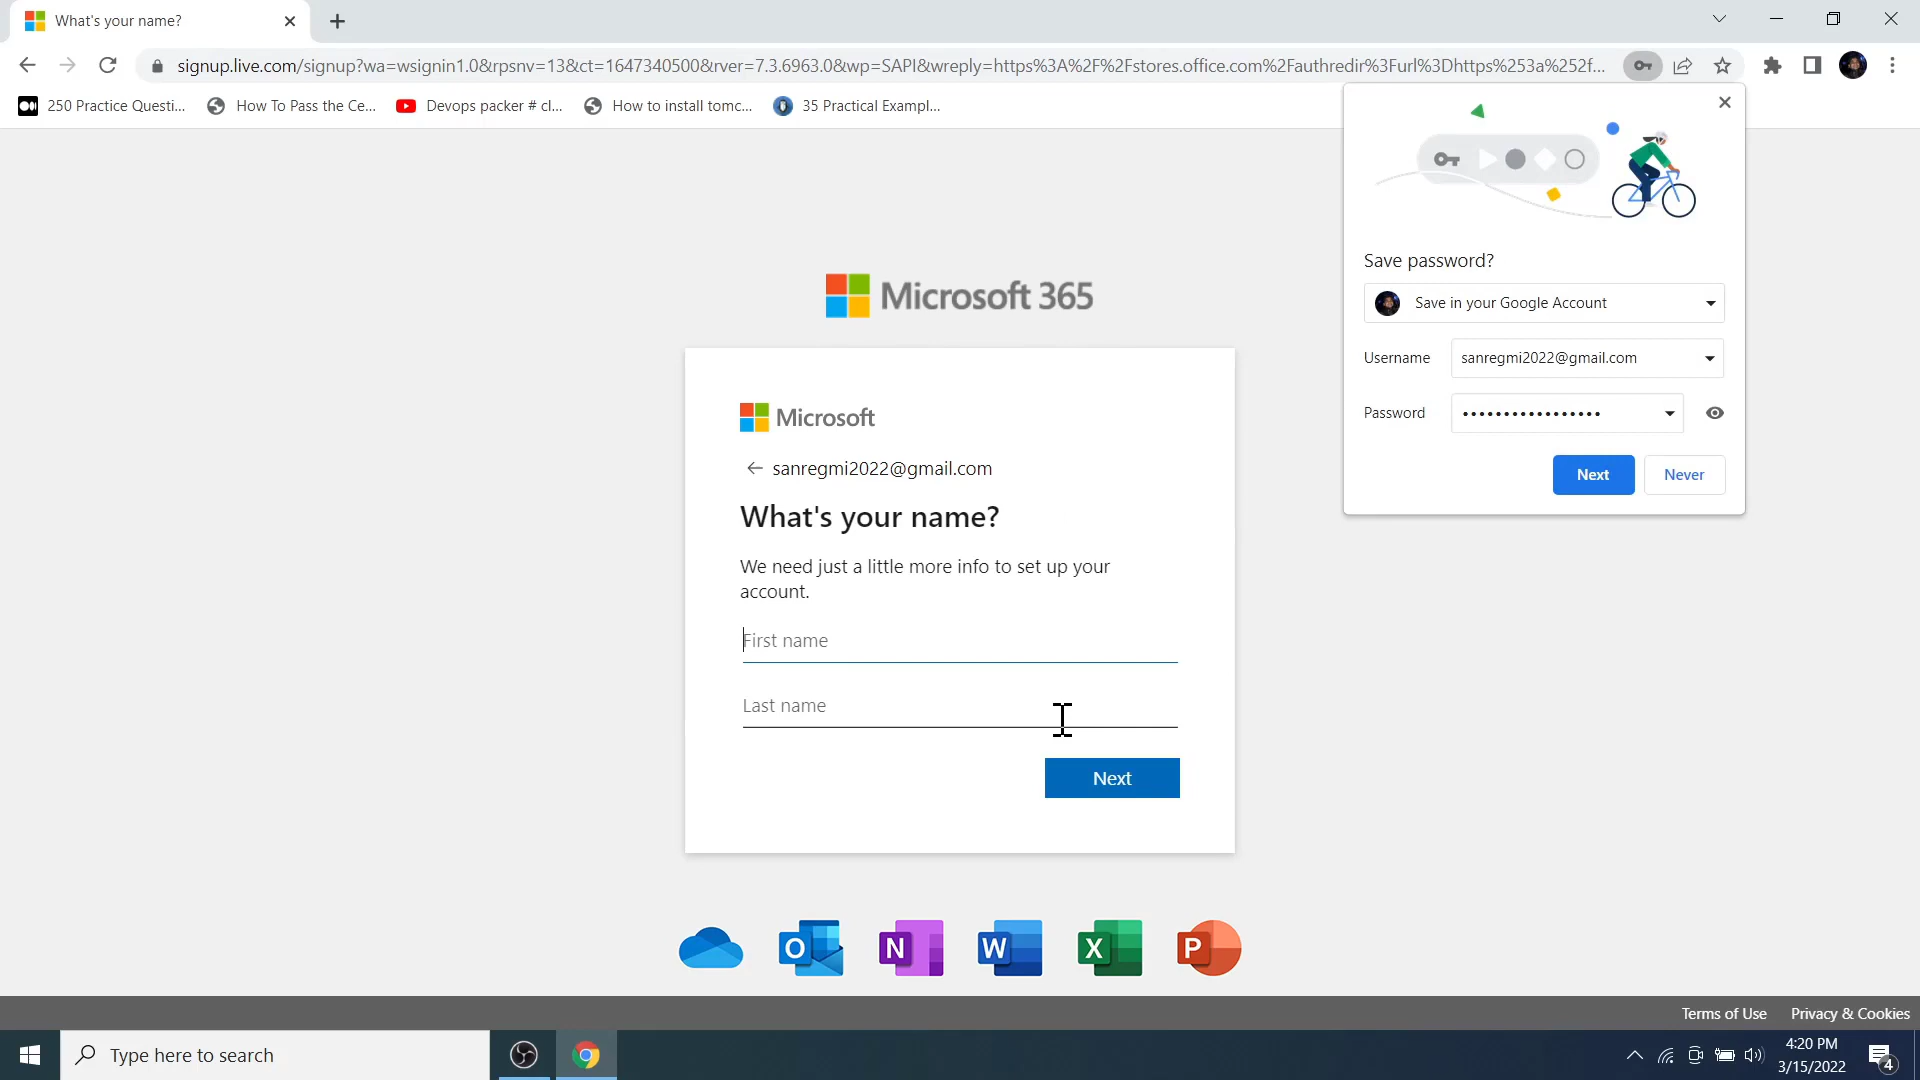 What's your name?
signup.live.com/signup?wa=wsignin1.0&rpsnv=13&ct=1647340500&rver=7.3.6963.0&wp=SAPI&wreply=https%3A%2F%2Fstores.office.com%2Fauthredir%3Furl%3Dhttps%253a%252f...
250 Practice Questi...
How To Pass the Ce...
Devops packer # cl...
How to install tomc...
35 Practical Exampl...
Save password?
Save in your Google Account
Username
sanregmi2022@gmail.com
Password
•••••••••••••••••
Next
Never
Microsoft 365
Microsoft
sanregmi2022@gmail.com
What's your name?
We need just a little more info to set up your
account.
First name
Last name
Next
O
N
W
X
P
Terms of Use
Privacy & Cookies
Type here to search
4:20 PM
3/15/2022
4